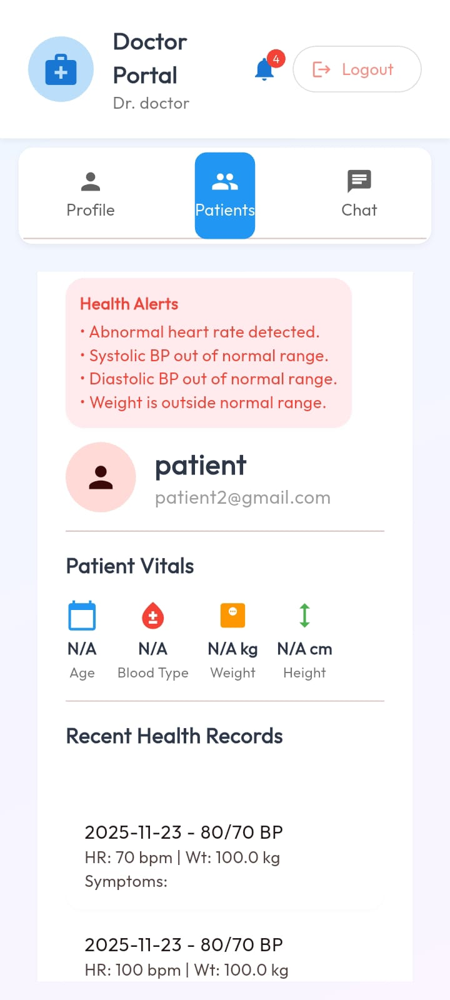 Doctor
Portal
Dr. doctor
4
Logout
Profile
Patients
Chat
Health Alerts
• Abnormal heart rate detected.
• Systolic BP out of normal range.
• Diastolic BP out of normal range.
• Weight is outside normal range.
patient
patient2@gmail.com
Patient Vitals
N/A N/A N/A kg N/A cm
Age Blood Type Weight Height
Recent Health Records
2025-11-23 - 80/70 BP
HR: 70 bpm | Wt: 100.0 kg
Symptoms:
2025-11-23 - 80/70 BP
HR: 100 bpm | Wt: 100.0 kg